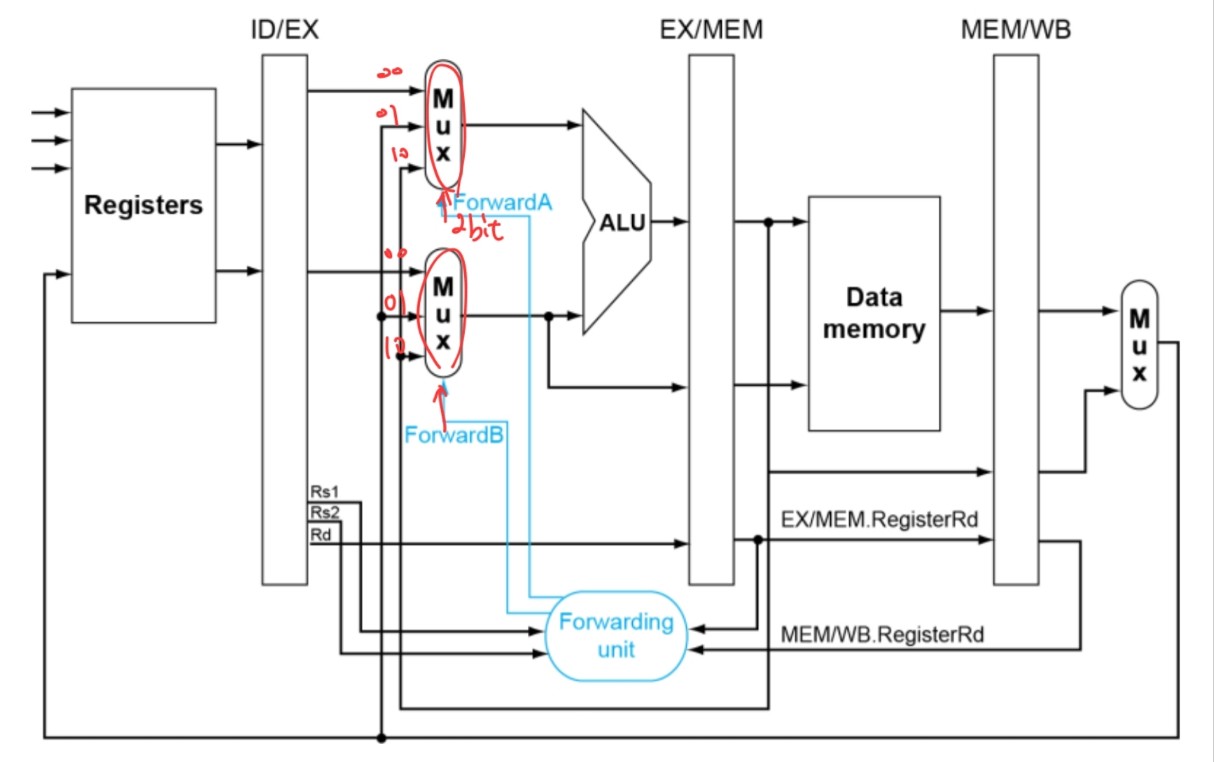 ID/EX
EX/MEM
MEM/WB
00
Mux
01
10
Registers
ForwardA
2bit
ALU
00
Mux
01
10
Data
memory
Mux
ForwardB
Rs1
Rs2
Rd
EX/MEM.RegisterRd
Forwarding
unit
MEM/WB.RegisterRd